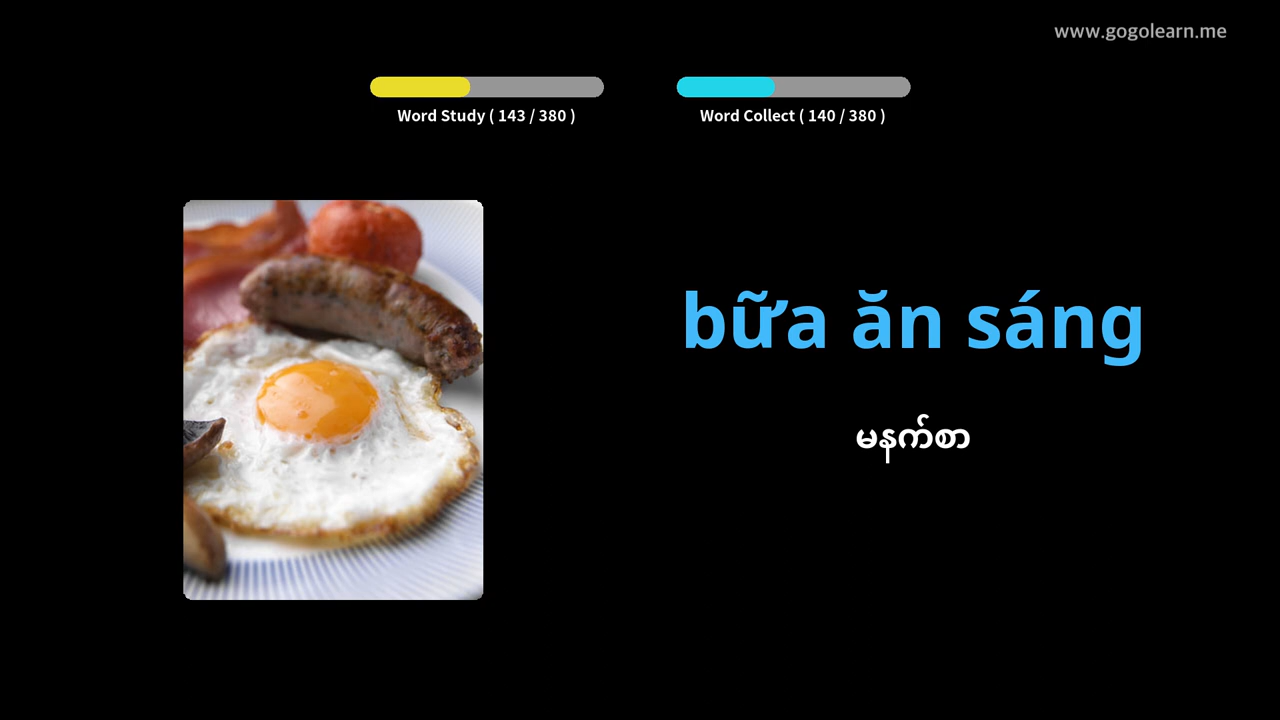 www.gogolearn.me
Word Study ( 143 / 380 )
Word Collect ( 140 / 380 )
bữa ăn sáng
မနက်စာ